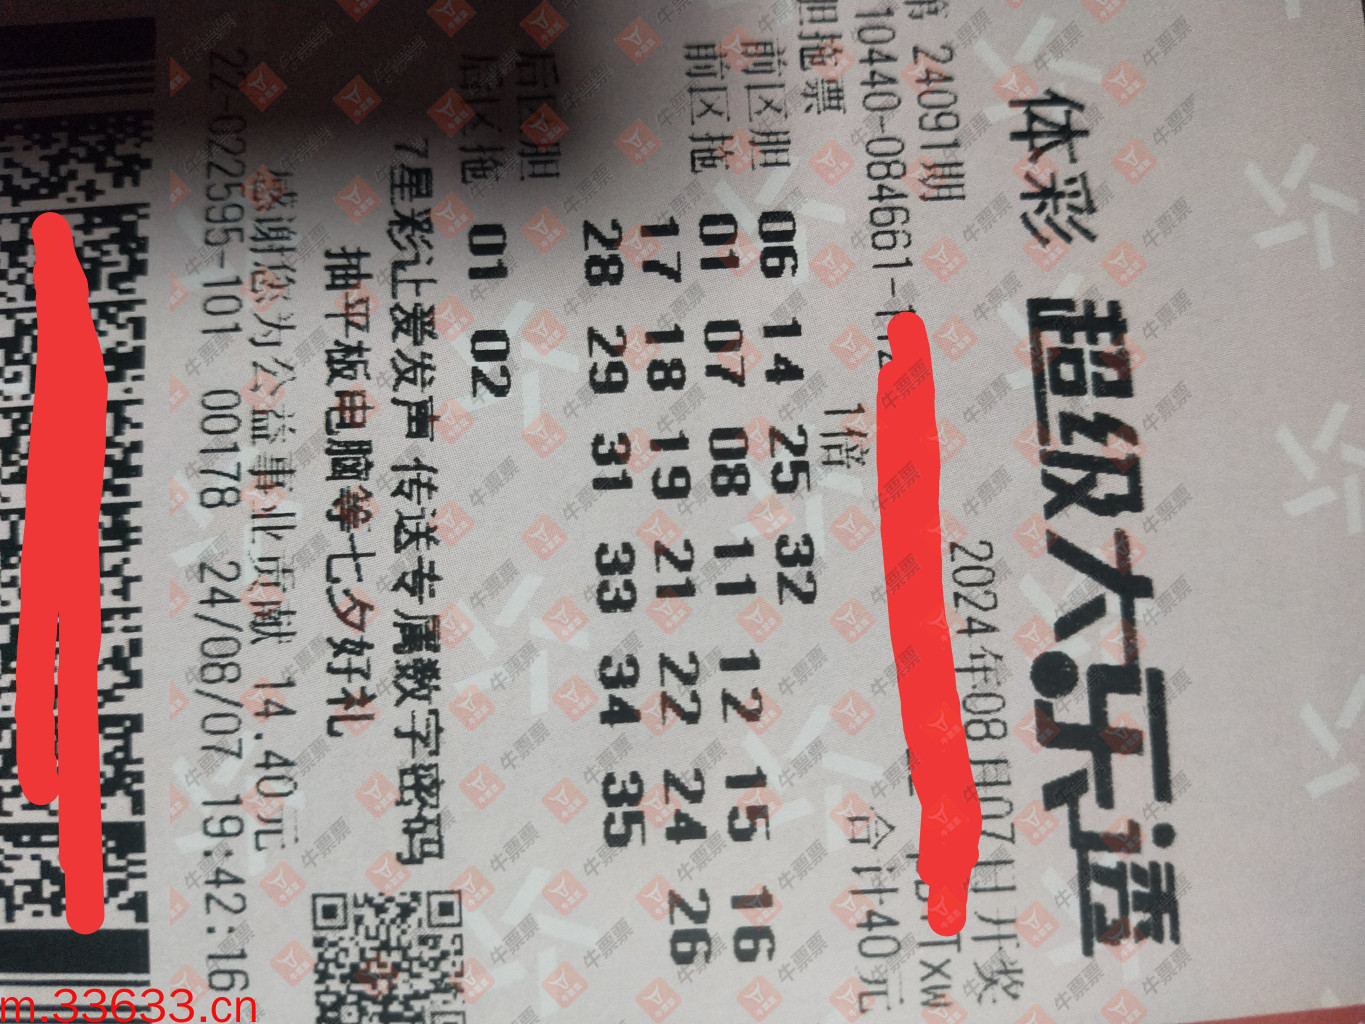 体彩 超级大乐透
第 24091期 2024年08月07日开奖
10440-084661-1
TXW
胆拖票 1倍 合计40元
前区胆 06 14 25 32
前区拖 01 07 08 11 12 15 16
17 18 19 21 22 24 26
28 29 31 33 34 35
后区胆
后区拖 01 02
7星彩让爱发声 传送专属数字密码
抽平板电脑等七夕好礼
感谢您为公益事业贡献 14.40元
22-022595-101 00178 24/08/07 19:42:16
m.33633.cn
牛票票